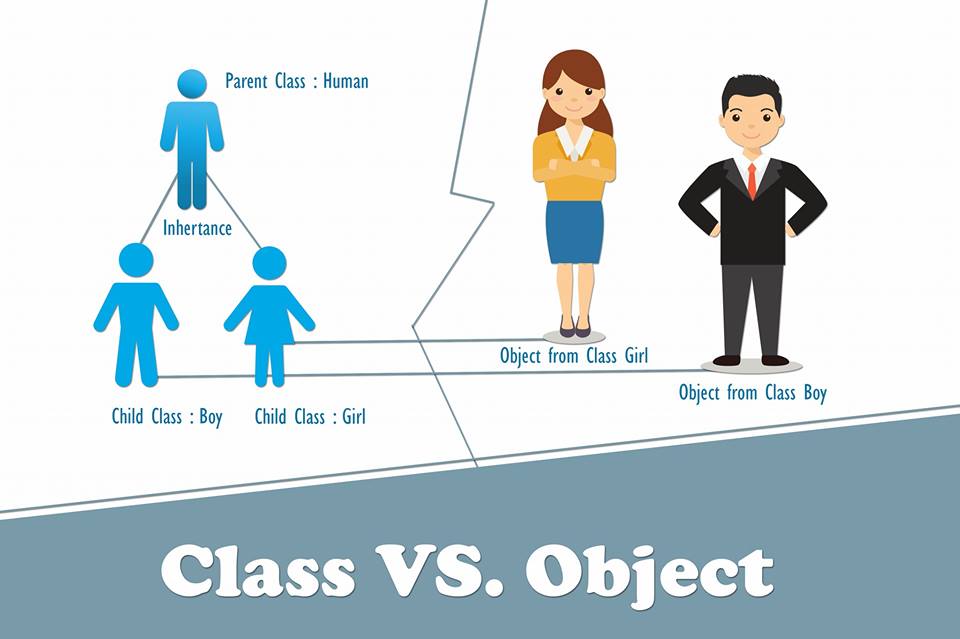 Parent Class : Human
Inhertance
Child Class : Boy
Child Class : Girl
Object from Class Girl
Object from Class Boy
Class VS. Object